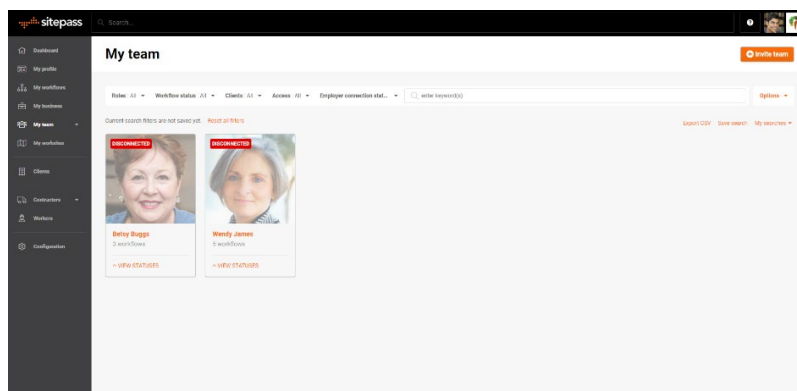 sitepass
Search...
Dashboard
My profile
My workflows
My business
My team
My worksites
Clients
Contractors
Workers
Configuration
My team
Invite team
Roles: All
Workflow status: All
Clients: All
Access: All
Employer connection stat...
enter keyword(s)
Options
Current search filters are not saved yet. Reset all filters
Export CSV Save search My searches
DISCONNECTED
Betsy Buggs
3 workflows
VIEW STATUSES
DISCONNECTED
Wendy James
5 workflows
VIEW STATUSES